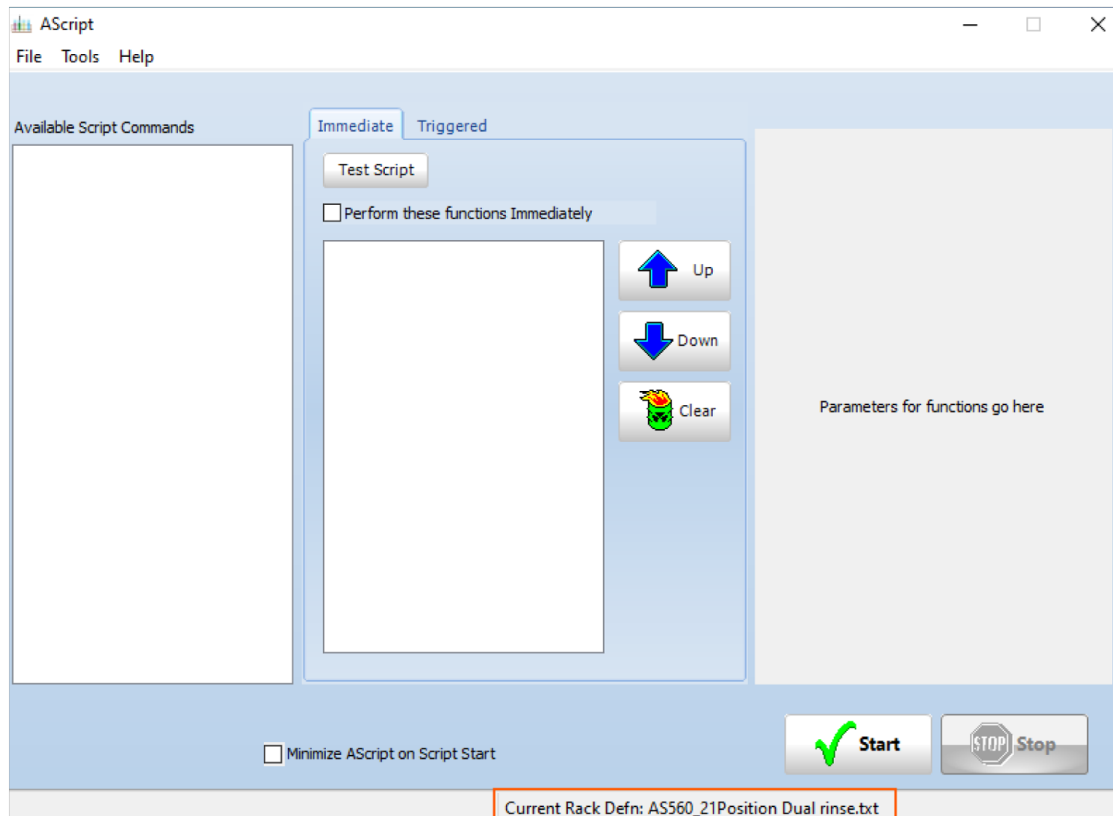 AScript
File Tools Help
Available Script Commands
Immediate Triggered
Test Script
Perform these functions Immediately
Up
Down
Clear
Parameters for functions go here
Minimize AScript on Script Start
Start
STOP Stop
Current Rack Defn: AS560_21Position Dual rinse.txt